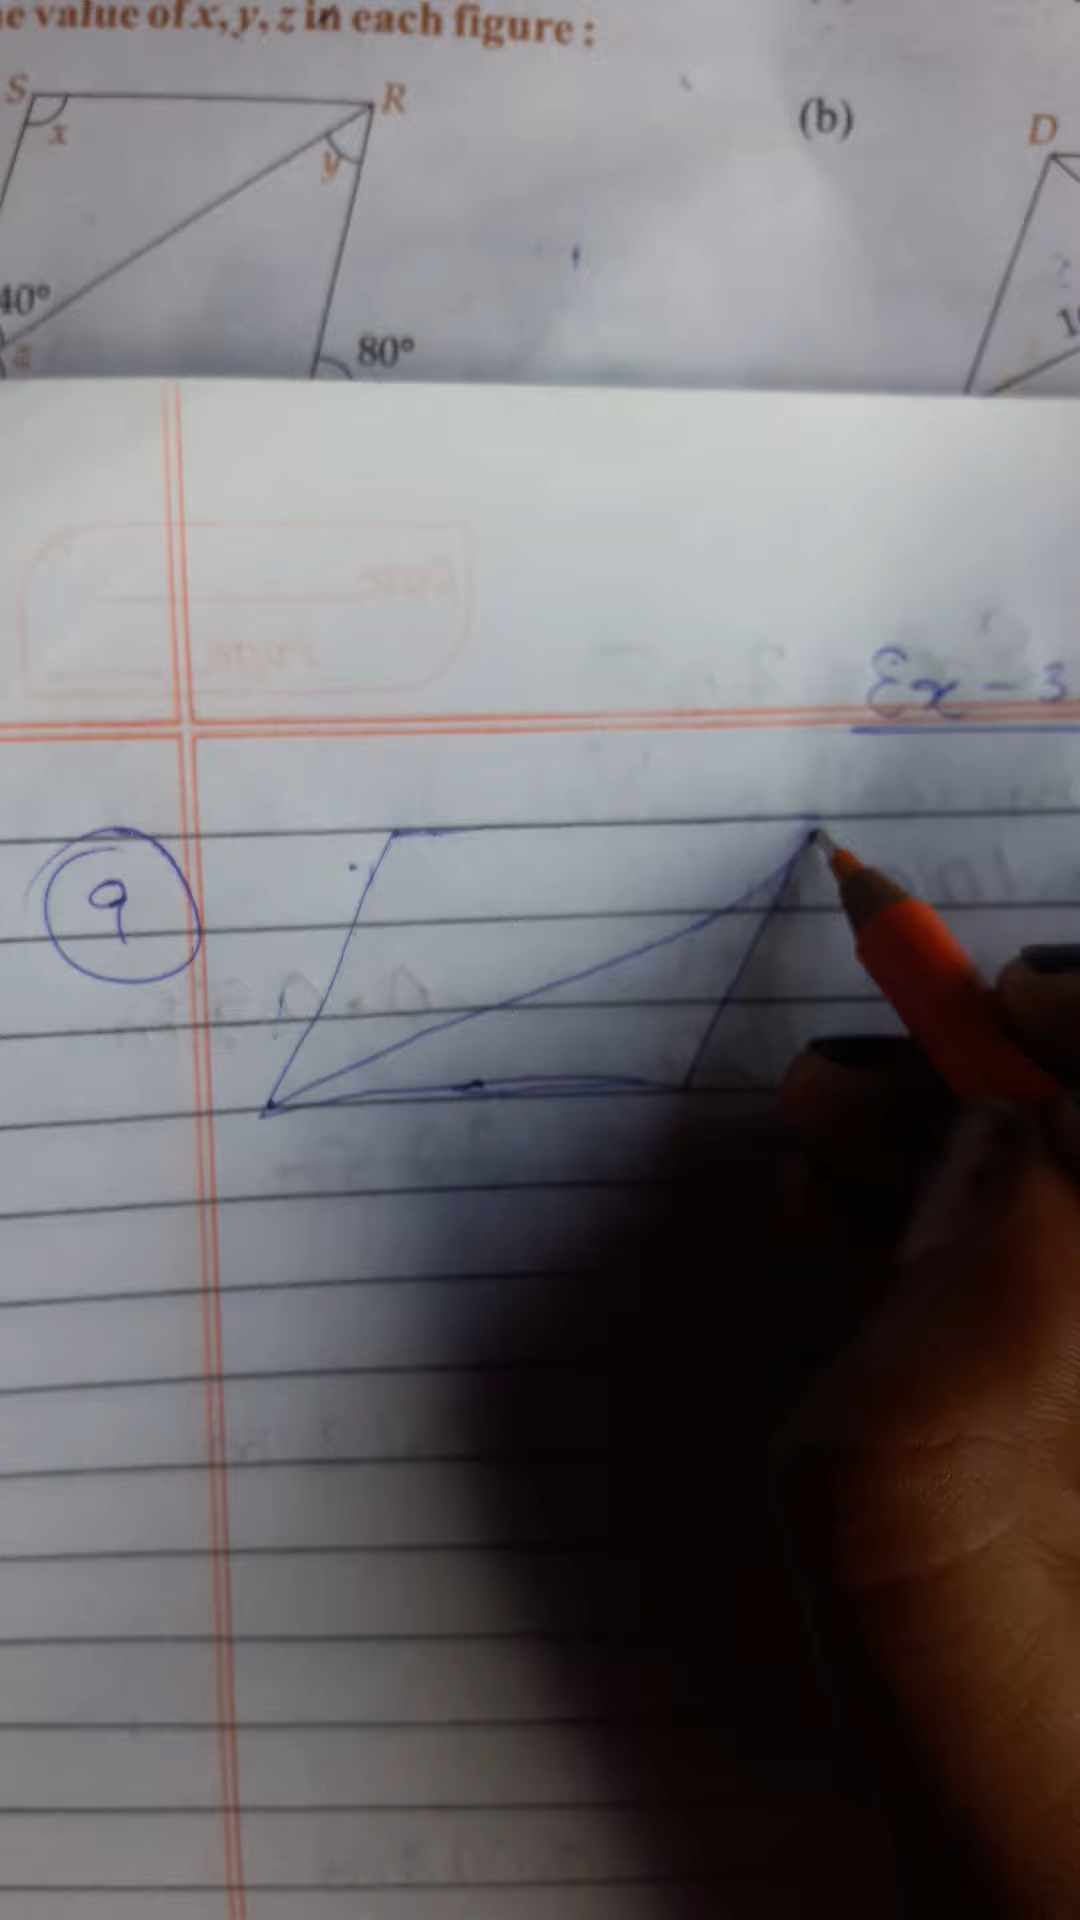 e value of x, y, z in each figure :
S
R
x
y
40°
z
80°
(b)
D
Ex - 3
9